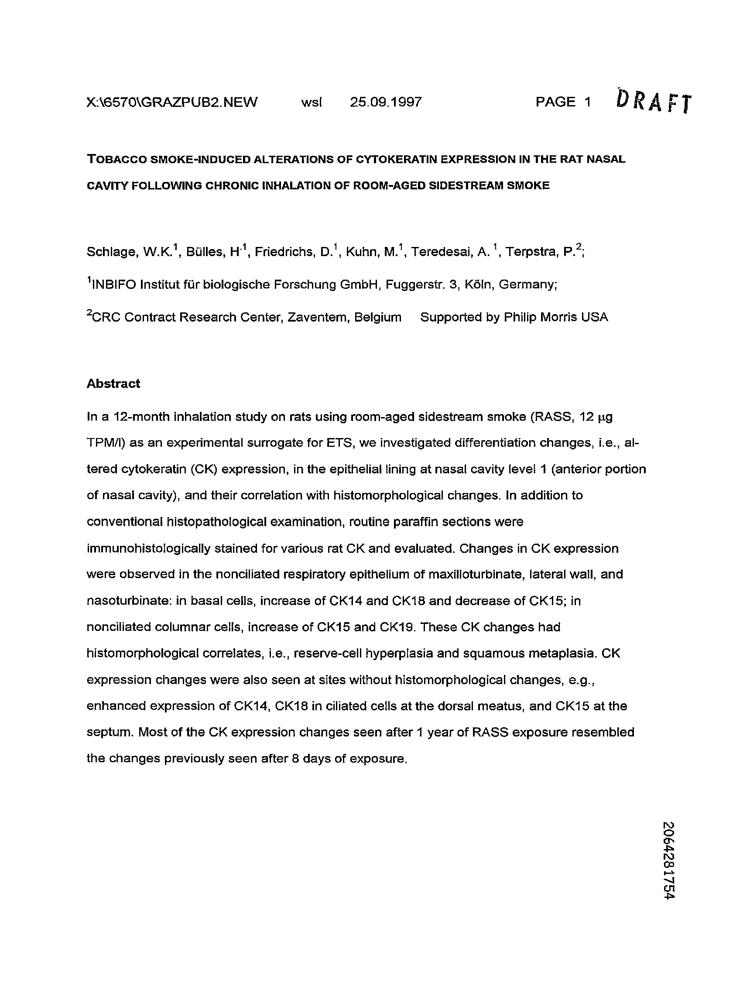 X:\6570\GRAZPUB2.NEW wsl 25.09.1997 PAGE 1 DRAFT
TOBACCO SMOKE-INDUCED ALTERATIONS OF CYTOKERATIN EXPRESSION IN THE RAT NASAL
CAVITY FOLLOWING CHRONIC INHALATION OF ROOM-AGED SIDESTREAM SMOKE
Schlage, W.K.¹, Bülles, H.¹, Friedrichs, D.¹, Kuhn, M.¹, Teredesai, A. ¹, Terpstra, P.²;
¹INBIFO Institut für biologische Forschung GmbH, Fuggerstr. 3, Köln, Germany;
²CRC Contract Research Center, Zaventem, Belgium Supported by Philip Morris USA
Abstract
In a 12-month inhalation study on rats using room-aged sidestream smoke (RASS, 12 µg
TPM/l) as an experimental surrogate for ETS, we investigated differentiation changes, i.e., al-
tered cytokeratin (CK) expression, in the epithelial lining at nasal cavity level 1 (anterior portion
of nasal cavity), and their correlation with histomorphological changes. In addition to
conventional histopathological examination, routine paraffin sections were
immunohistologically stained for various rat CK and evaluated. Changes in CK expression
were observed in the nonciliated respiratory epithelium of maxilloturbinate, lateral wall, and
nasoturbinate: in basal cells, increase of CK14 and CK18 and decrease of CK15; in
nonciliated columnar cells, increase of CK15 and CK19. These CK changes had
histomorphological correlates, i.e., reserve-cell hyperplasia and squamous metaplasia. CK
expression changes were also seen at sites without histomorphological changes, e.g.,
enhanced expression of CK14, CK18 in ciliated cells at the dorsal meatus, and CK15 at the
septum. Most of the CK expression changes seen after 1 year of RASS exposure resembled
the changes previously seen after 8 days of exposure.
2064281754